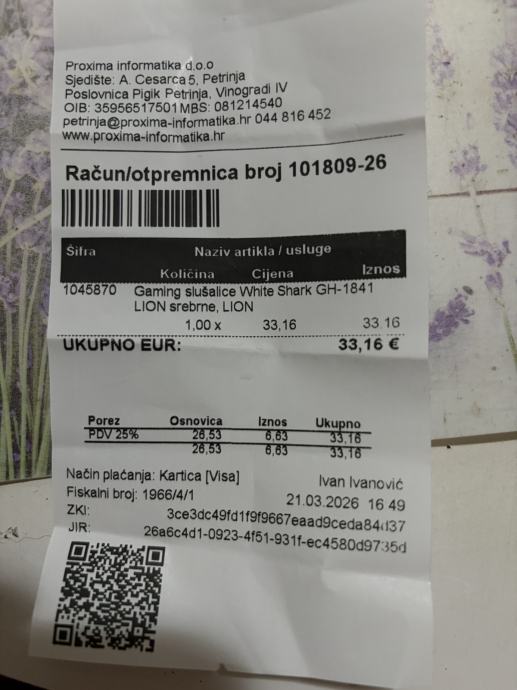 Proxima informatika d.o.o
Sjedište: A. Cesarca 5, Petrinja
Poslovnica Pigik Petrinja, Vinogradi IV
OIB: 35956517501 MBS: 081214540
petrinja@proxima-informatika.hr 044 816 452
www.proxima-informatika.hr
Račun/otpremnica broj 101809-26
Šifra Naziv artikla / usluge
Količina Cijena Iznos
1045870 Gaming slušalice White Shark GH-1841
LION srebrne, LION
1,00 x 33,16 33 16
UKUPNO EUR: 33,16 €
Porez Osnovica Iznos Ukupno
PDV 25% 26,53 6,63 33,16
26,53 6,63 33,16
Način plaćanja: Kartica [Visa] Ivan Ivanović
Fiskalni broj: 1966/4/1 21.03.2026 16 49
ZKI: 3ce3dc49fd1f9f9667eaad9ceda84d37
JIR: 26a6c4d1-0923-4f51-931f-ec4580d9735d